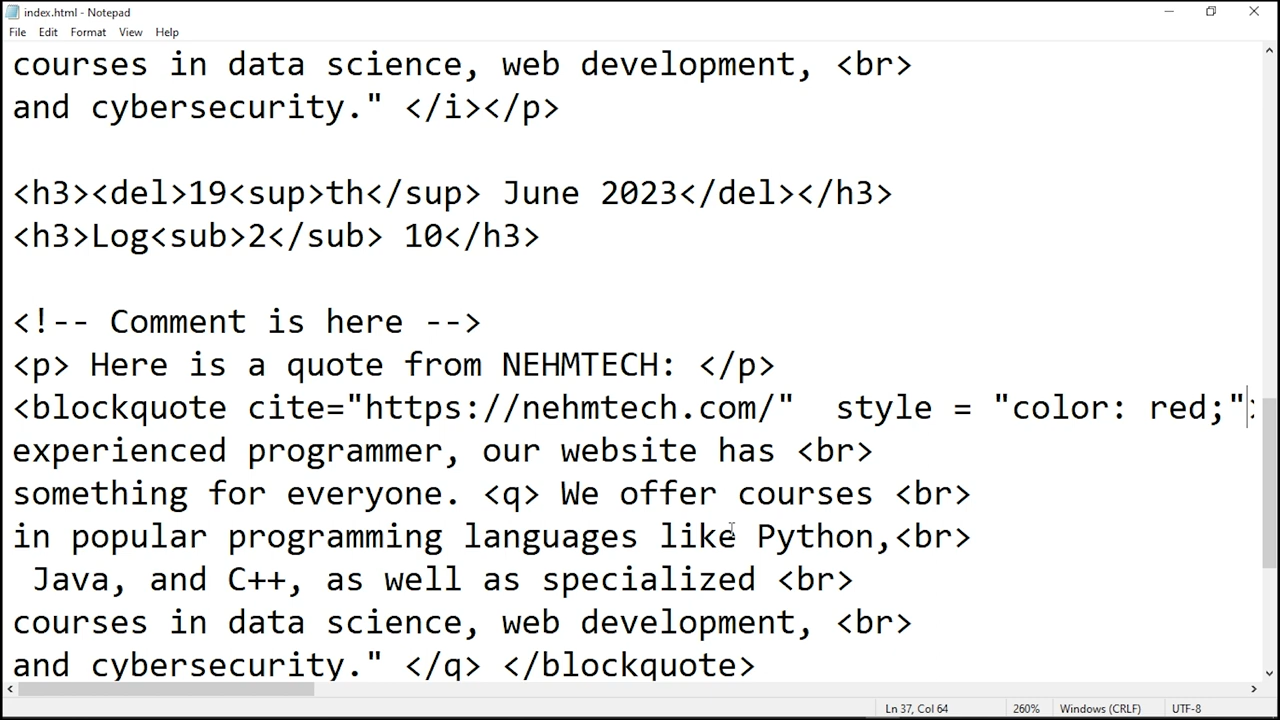 index.html - Notepad
File Edit Format View Help
courses in data science, web development, <br>
and cybersecurity." </i></p>
<h3><del>19<sup>th</sup> June 2023</del></h3>
<h3>Log<sub>2</sub> 10</h3>
<!-- Comment is here -->
<p> Here is a quote from NEHMTECH: </p>
<blockquote cite="https://nehmtech.com/"  style = "color: red;">
experienced programmer, our website has <br>
something for everyone. <q> We offer courses <br>
in popular programming languages like Python,<br>
 Java, and C++, as well as specialized <br>
courses in data science, web development, <br>
and cybersecurity." </q> </blockquote>
Ln 37, Col 64 260% Windows (CRLF) UTF-8